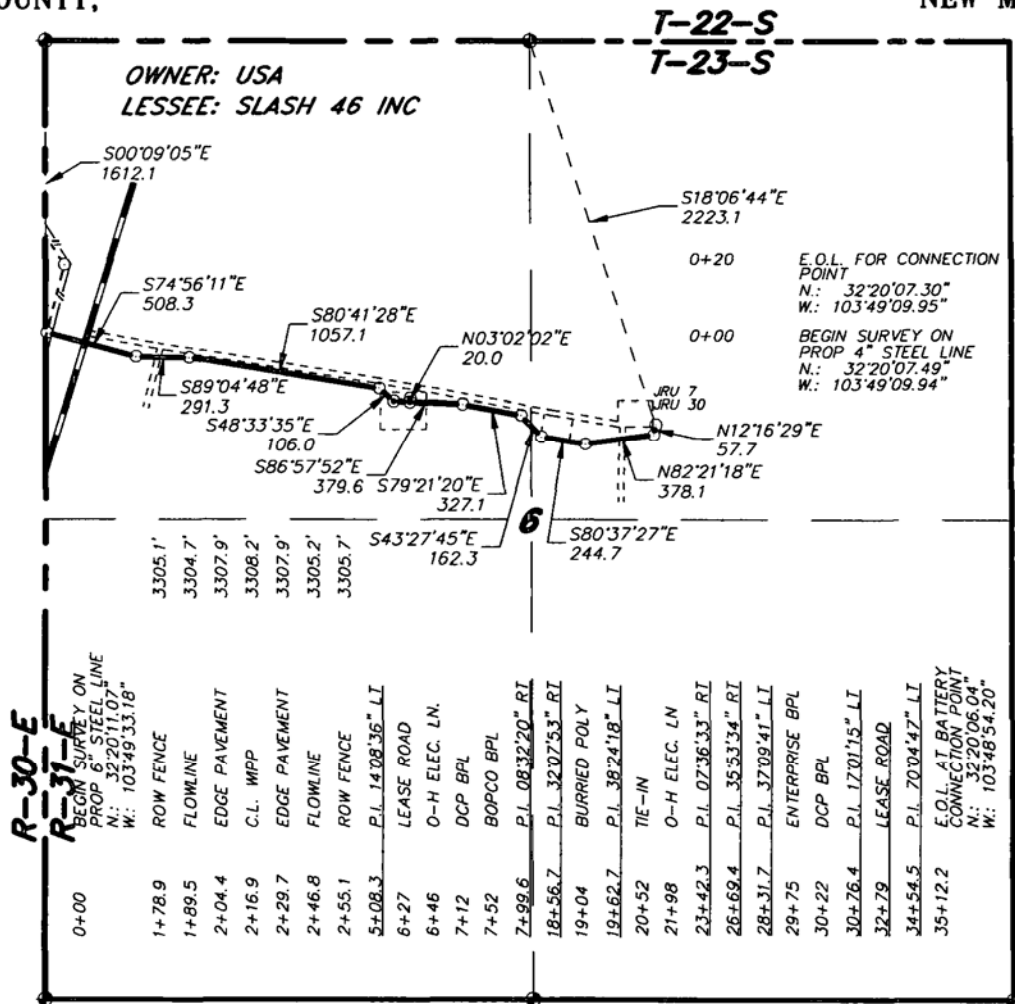 OUNTY,
NEW M
T-22-S
T-23-S
OWNER: USA
LESSEE: SLASH 46 INC
S00°09'05"E
1612.1
S18°06'44"E
2223.1
0+20 E.O.L. FOR CONNECTION
POINT
N.: 32°20'07.30"
W.: 103°49'09.95"
0+00 BEGIN SURVEY ON
PROP 4" STEEL LINE
N.: 32°20'07.49"
W.: 103°49'09.94"
S74°56'11"E
508.3
S80°41'28"E
1057.1
N03°02'02"E
20.0
S89°04'48"E
291.3
S48°33'35"E
106.0
S86°57'52"E
379.6
S79°21'20"E
327.1
JRU 7
JRU 30
N12°16'29"E
57.7
N82°21'18"E
378.1
6
S43°27'45"E
162.3
S80°37'27"E
244.7
R-30-E
R-31-E
0+00 BEGIN SURVEY ON
PROP 6" STEEL LINE
N.: 32°20'11.07"
W.: 103°49'33.18"
1+78.9 ROW FENCE 3305.1'
1+89.5 FLOWLINE 3304.7'
2+04.4 EDGE PAVEMENT 3307.9'
2+16.9 C.L. WIPP 3308.2'
2+29.7 EDGE PAVEMENT 3307.9'
2+46.8 FLOWLINE 3305.2'
2+55.1 ROW FENCE 3305.7'
5+08.3 P.I. 14°08'36" LT
6+27 LEASE ROAD
6+46 O-H ELEC. LN.
7+12 DCP BPL
7+52 BOPCO BPL
7+99.6 P.I. 08°32'20" RT
18+56.7 P.I. 32°07'53" RT
19+04 BURRIED POLY
19+62.7 P.I. 38°24'18" LT
20+52 TIE-IN
21+98 O-H ELEC. LN
23+42.3 P.I. 07°36'33" RT
26+69.4 P.I. 35°53'34" RT
28+31.7 P.I. 37°09'41" LT
29+75 ENTERPRISE BPL
30+22 DCP BPL
30+76.4 P.I. 17°01'15" LT
32+79 LEASE ROAD
34+54.5 P.I. 70°04'47" LT
35+12.2 E.O.L. AT BATTERY
CONNECTION POINT
N.: 32°20'06.04"
W.: 103°48'54.20"